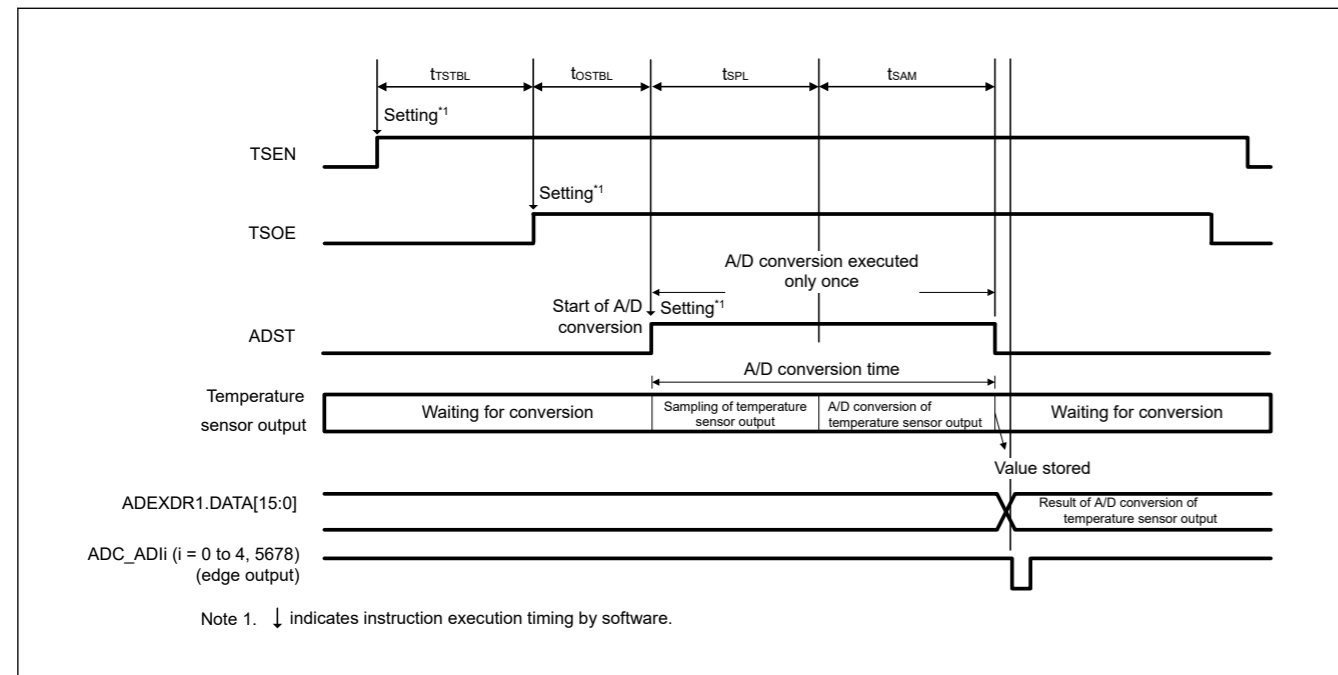 tTSTBL
tOSTBL
tSPL
tSAM
Setting*1
TSEN
Setting*1
TSOE
A/D conversion executed
only once
Start of A/D
conversion
Setting*1
ADST
A/D conversion time
Temperature
sensor output
Waiting for conversion
Sampling of temperature
sensor output
A/D conversion of
temperature sensor output
Waiting for conversion
Value stored
ADEXDR1.DATA[15:0]
Result of A/D conversion of
temperature sensor output
ADC_ADIi (i = 0 to 4, 5678)
(edge output)
Note 1. ↓ indicates instruction execution timing by software.